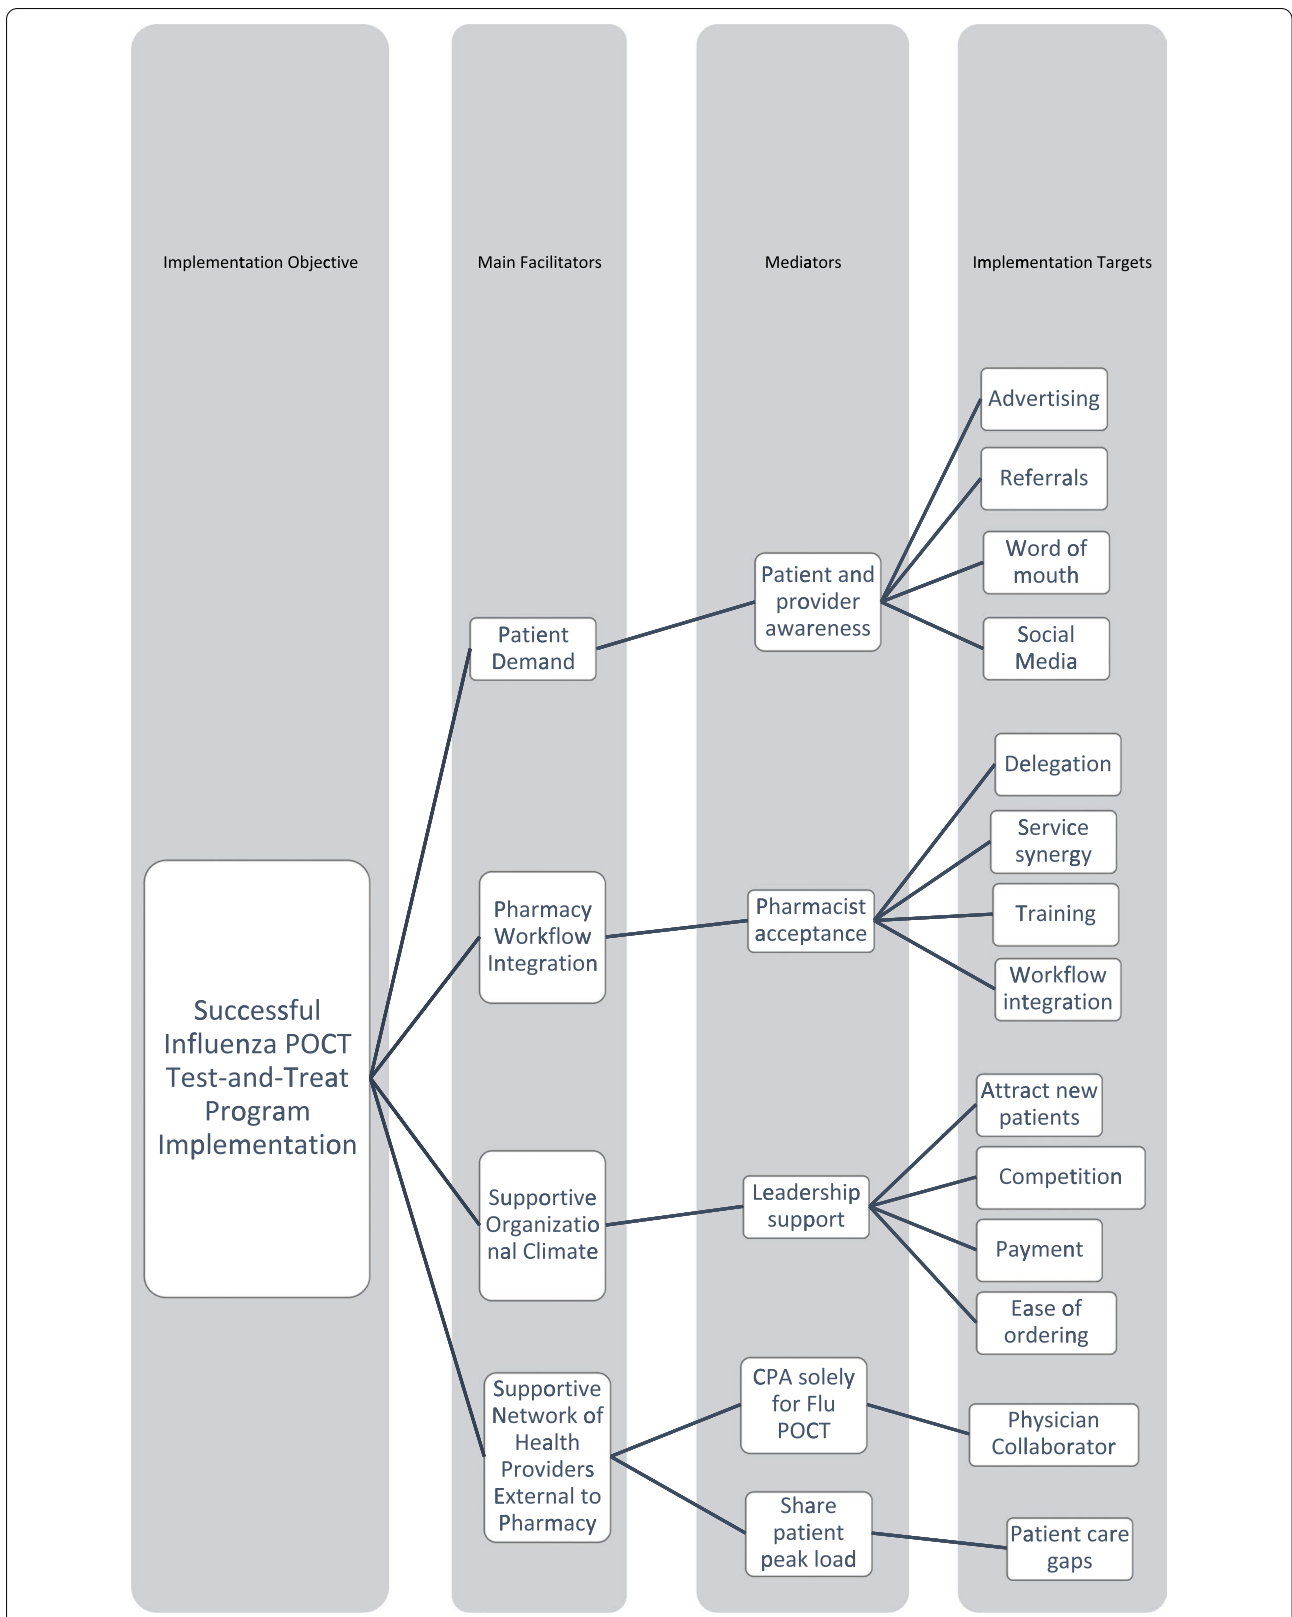 Implementation Objective
Main Facilitators
Mediators
Implementation Targets
Successful
Influenza POCT
Test-and-Treat
Program
Implementation
Patient
Demand
Pharmacy
Workflow
Integration
Supportive
Organizatio
nal Climate
Supportive
Network of
Health
Providers
External to
Pharmacy
Patient and
provider
awareness
Pharmacist
acceptance
Leadership
support
CPA solely
for Flu
POCT
Share
patient
peak load
Advertising
Referrals
Word of
mouth
Social
Media
Delegation
Service
synergy
Training
Workflow
integration
Attract new
patients
Competition
Payment
Ease of
ordering
Physician
Collaborator
Patient care
gaps